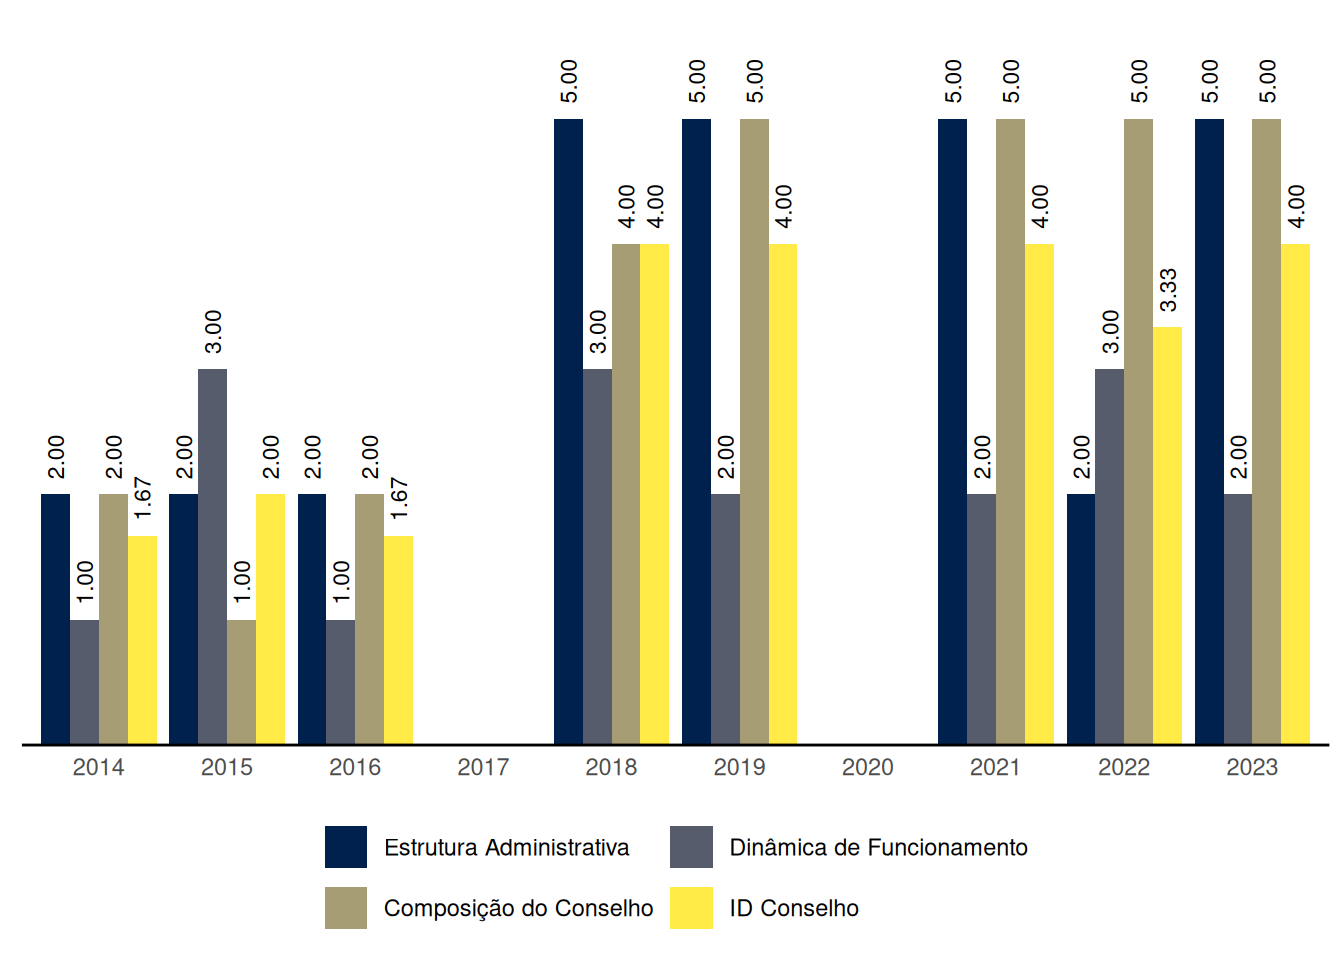 2.00 1.00 2.00 1.67 2.00 3.00 1.00 2.00 2.00 1.00 2.00 1.67 5.00 3.00 4.00 4.00 5.00 2.00 5.00 4.00 5.00 2.00 5.00 4.00 2.00 3.00 5.00 3.33 5.00 2.00 5.00 4.00
2014 2015 2016 2017 2018 2019 2020 2021 2022 2023
Estrutura Administrativa Dinâmica de Funcionamento
Composição do Conselho ID Conselho